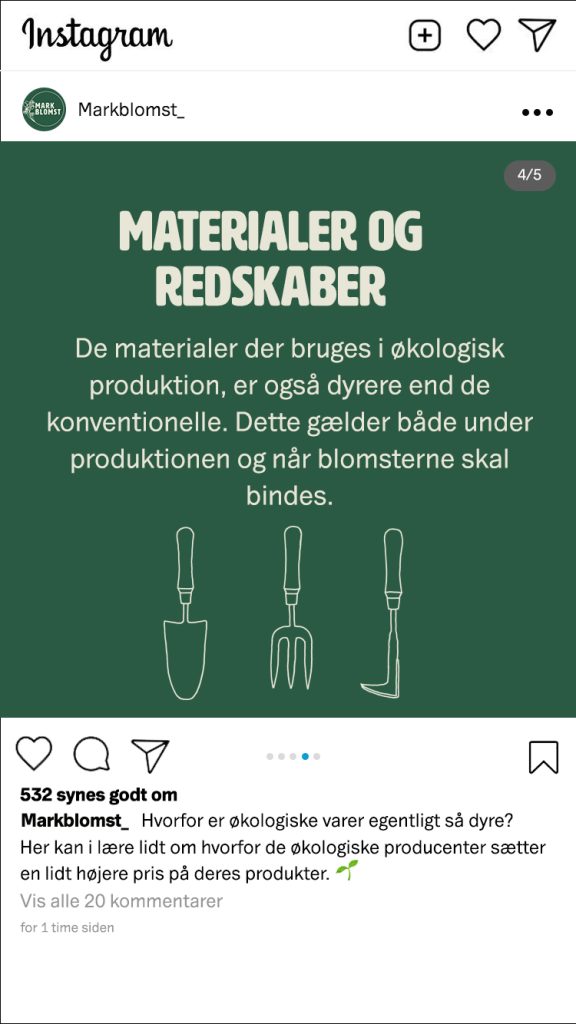 Instagram
MARK
BLOMST
Markblomst_
4/5
MATERIALER OG
REDSKABER
De materialer der bruges i økologisk
produktion, er også dyrere end de
konventionelle. Dette gælder både under
produktionen og når blomsterne skal
bindes.
532 synes godt om
Markblomst_ Hvorfor er økologiske varer egentligt så dyre?
Her kan i lære lidt om hvorfor de økologiske producenter sætter
en lidt højere pris på deres produkter. 🌱
Vis alle 20 kommentarer
for 1 time siden